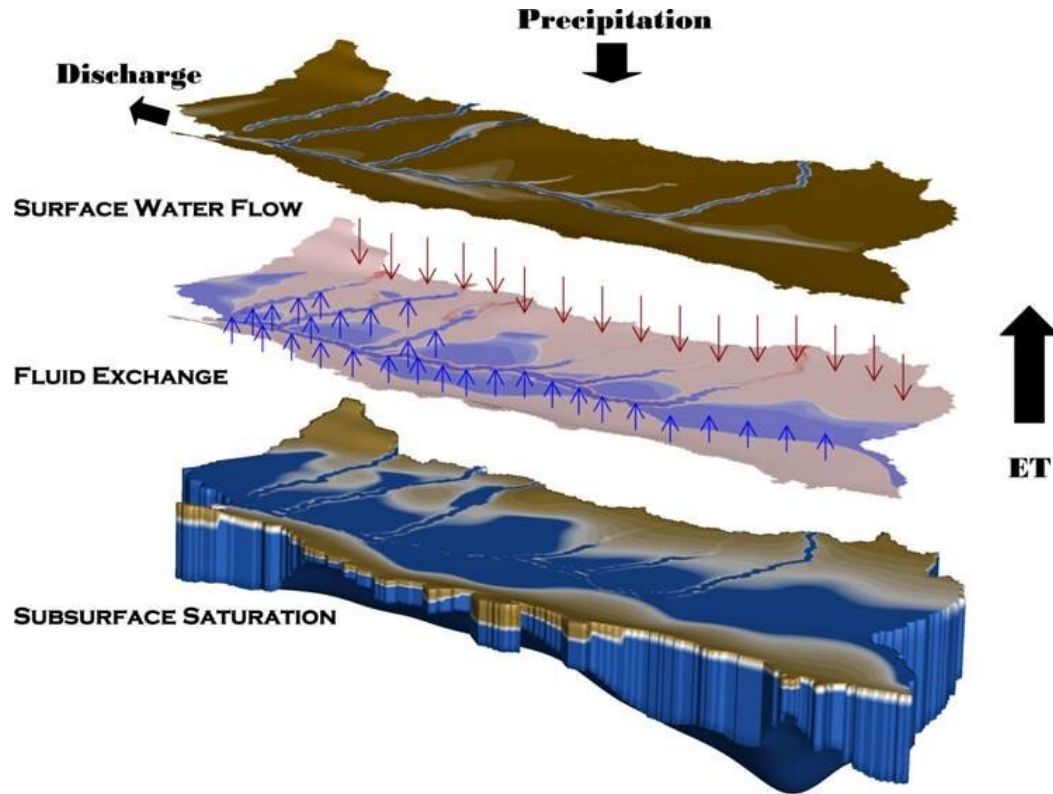 Precipitation
Discharge
SURFACE WATER FLOW
FLUID EXCHANGE
ET
SUBSURFACE SATURATION